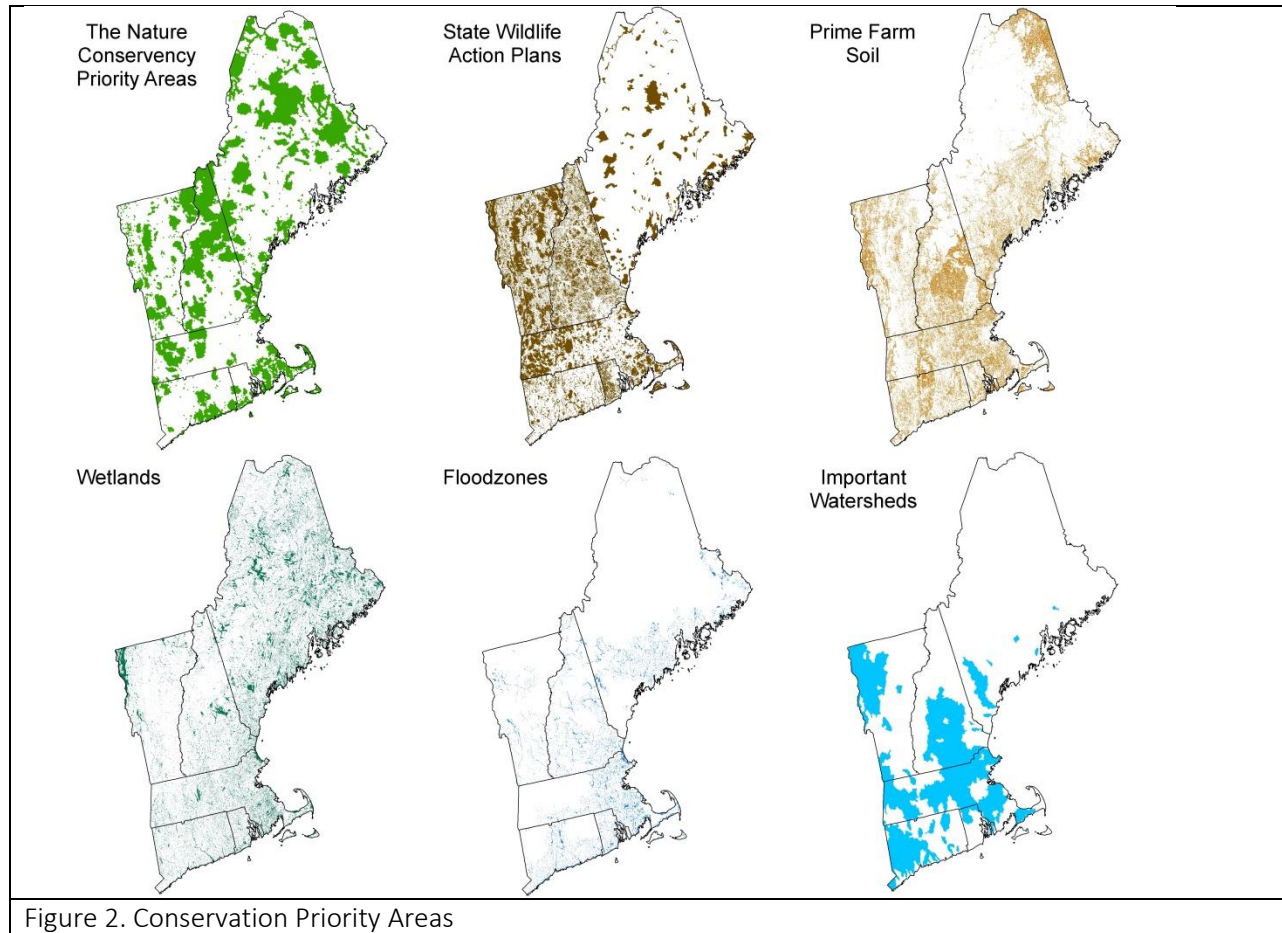 The Nature
Conservency
Priority Areas
State Wildlife
Action Plans
Prime Farm
Soil
Wetlands
Floodzones
Important
Watersheds
Figure 2. Conservation Priority Areas